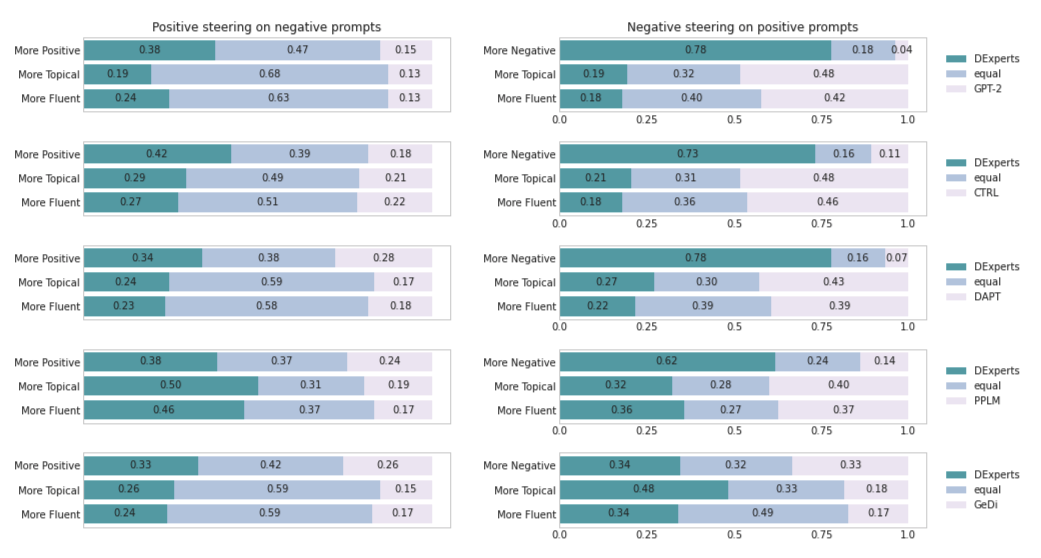 Positive steering on negative prompts
Negative steering on positive prompts
More Positive 0.38 0.47 0.15
More Topical 0.19 0.68 0.13
More Fluent 0.24 0.63 0.13
More Negative 0.78 0.18 0.04
More Topical 0.19 0.32 0.48
More Fluent 0.18 0.40 0.42
0.0 0.25 0.5 0.75 1.0
DExperts
equal
GPT-2
More Positive 0.42 0.39 0.18
More Topical 0.29 0.49 0.21
More Fluent 0.27 0.51 0.22
More Negative 0.73 0.16 0.11
More Topical 0.21 0.31 0.48
More Fluent 0.18 0.36 0.46
0.0 0.25 0.5 0.75 1.0
DExperts
equal
CTRL
More Positive 0.34 0.38 0.28
More Topical 0.24 0.59 0.17
More Fluent 0.23 0.58 0.18
More Negative 0.78 0.16 0.07
More Topical 0.27 0.30 0.43
More Fluent 0.22 0.39 0.39
0.0 0.25 0.5 0.75 1.0
DExperts
equal
DAPT
More Positive 0.38 0.37 0.24
More Topical 0.50 0.31 0.19
More Fluent 0.46 0.37 0.17
More Negative 0.62 0.24 0.14
More Topical 0.32 0.28 0.40
More Fluent 0.36 0.27 0.37
0.0 0.25 0.5 0.75 1.0
DExperts
equal
PPLM
More Positive 0.33 0.42 0.26
More Topical 0.26 0.59 0.15
More Fluent 0.24 0.59 0.17
More Negative 0.34 0.32 0.33
More Topical 0.48 0.33 0.18
More Fluent 0.34 0.49 0.17
0.0 0.25 0.5 0.75 1.0
DExperts
equal
GeDi